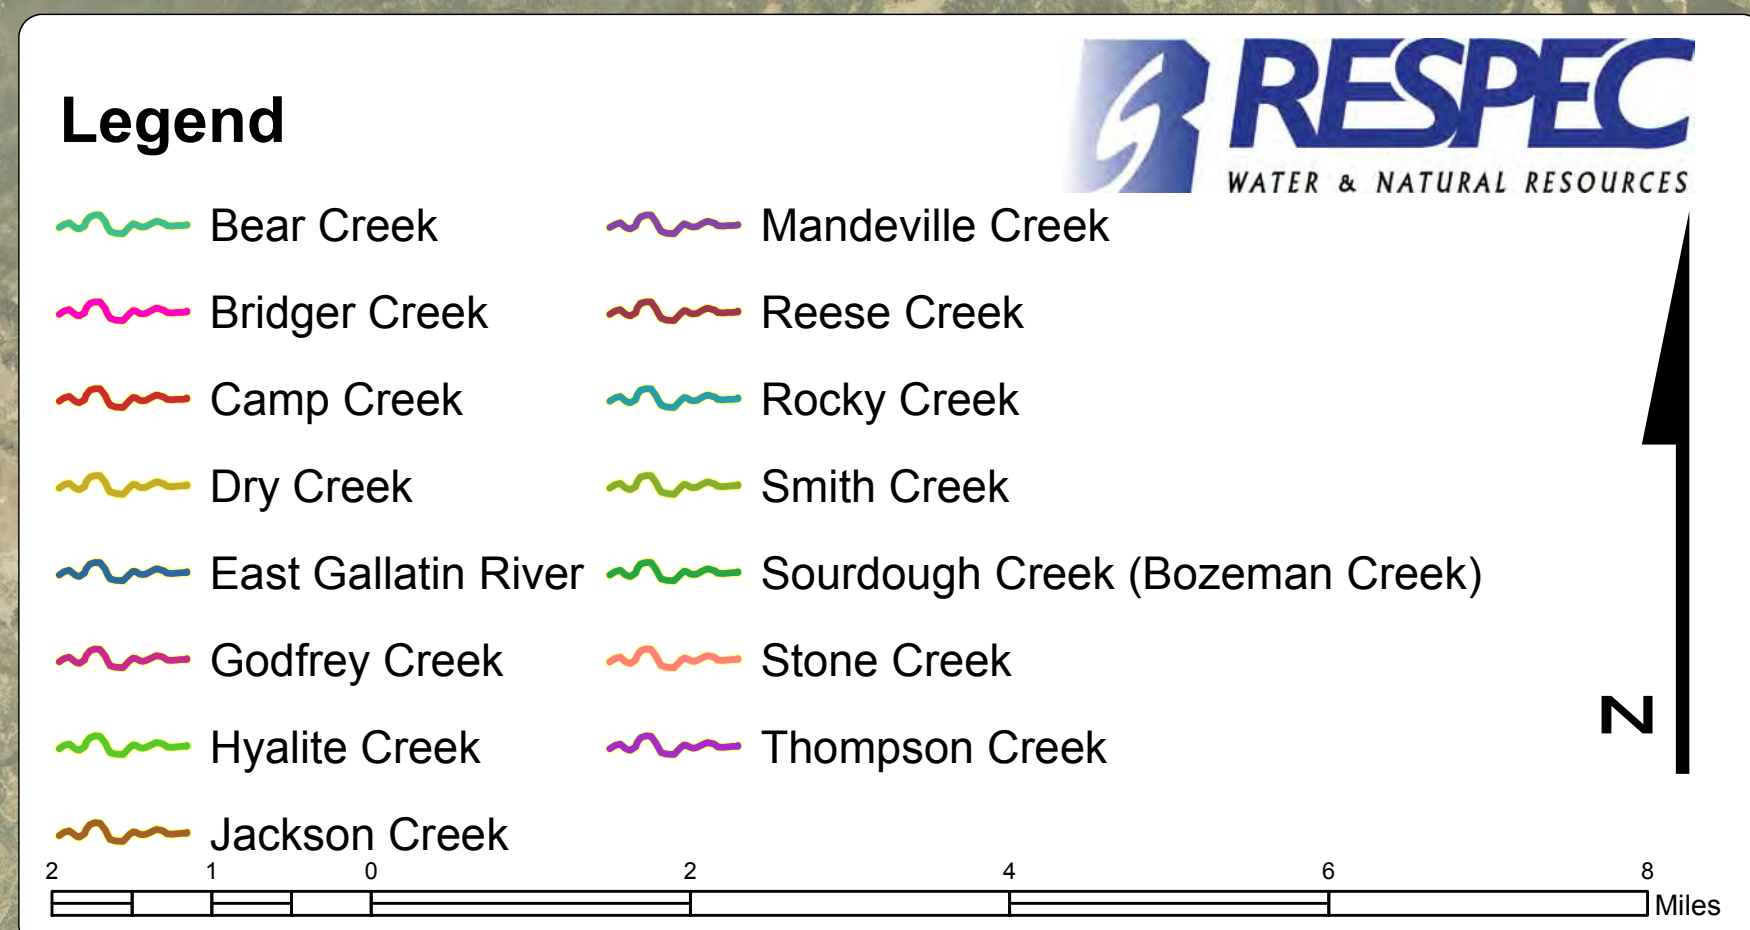 Legend
RESPEC
WATER & NATURAL RESOURCES
Bear Creek
Bridger Creek
Camp Creek
Dry Creek
East Gallatin River
Godfrey Creek
Hyalite Creek
Jackson Creek
Mandeville Creek
Reese Creek
Rocky Creek
Smith Creek
Sourdough Creek (Bozeman Creek)
Stone Creek
Thompson Creek
N
2 1 0 2 4 6 8
Miles